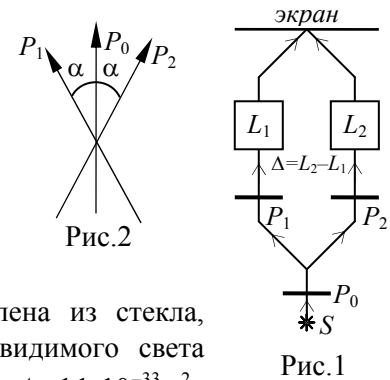 экран
P₁ P₀ P₂
α α
L₁ L₂
Δ=L₂–L₁
Рис.2
P₁ P₂
лена из стекла,
P₀
видимого света
S
Рис.1